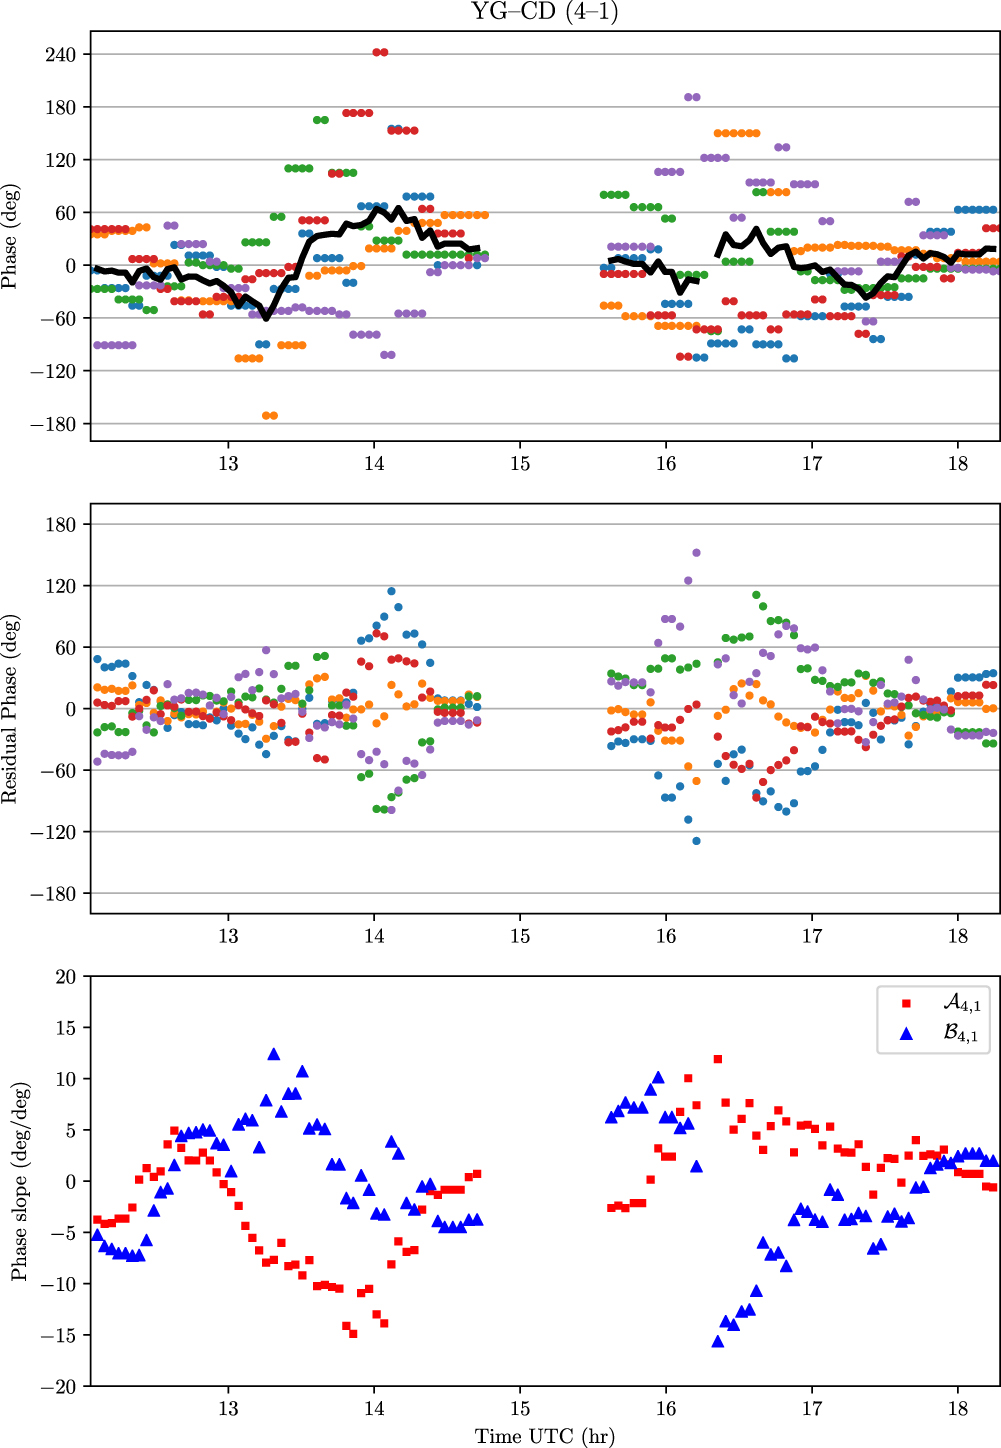 YG–CD (4–1)
Phase (deg)
240
180
120
60
0
−60
−120
−180
13 14 15 16 17 18
Residual Phase (deg)
180
120
60
0
−60
−120
−180
13 14 15 16 17 18
Phase slope (deg/deg)
20
15
10
5
0
−5
−10
−15
−20
𝒜4,1
ℬ4,1
13 14 15 16 17 18
Time UTC (hr)